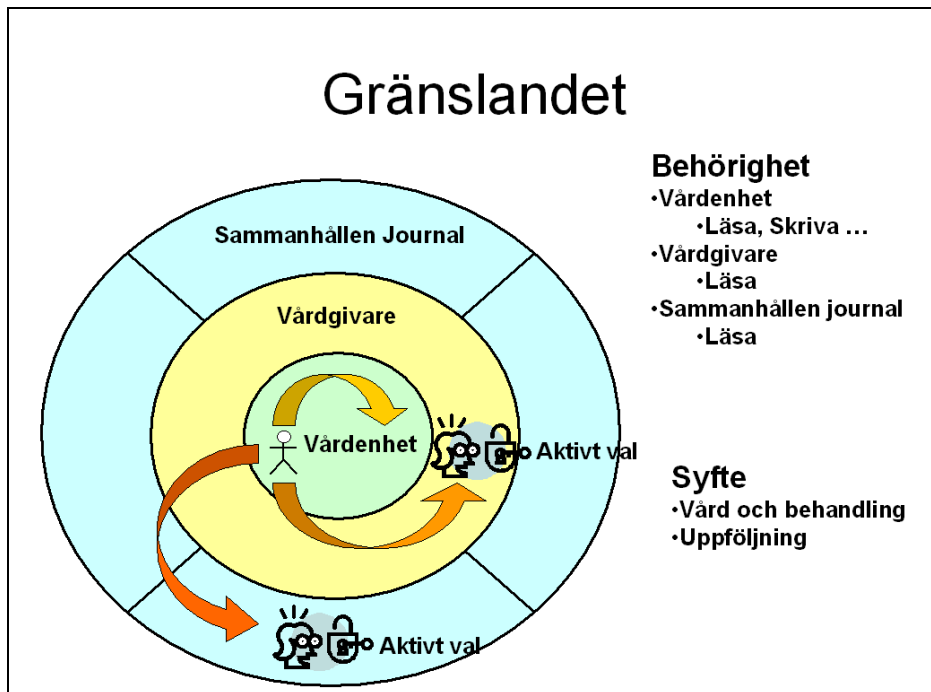 Gränslandet
Sammanhållen Journal
Vårdgivare
Vårdenhet
Aktivt val
Aktivt val
Behörighet
•Vårdenhet
•Läsa, Skriva ...
•Vårdgivare
•Läsa
•Sammanhållen journal
•Läsa
Syfte
•Vård och behandling
•Uppföljning